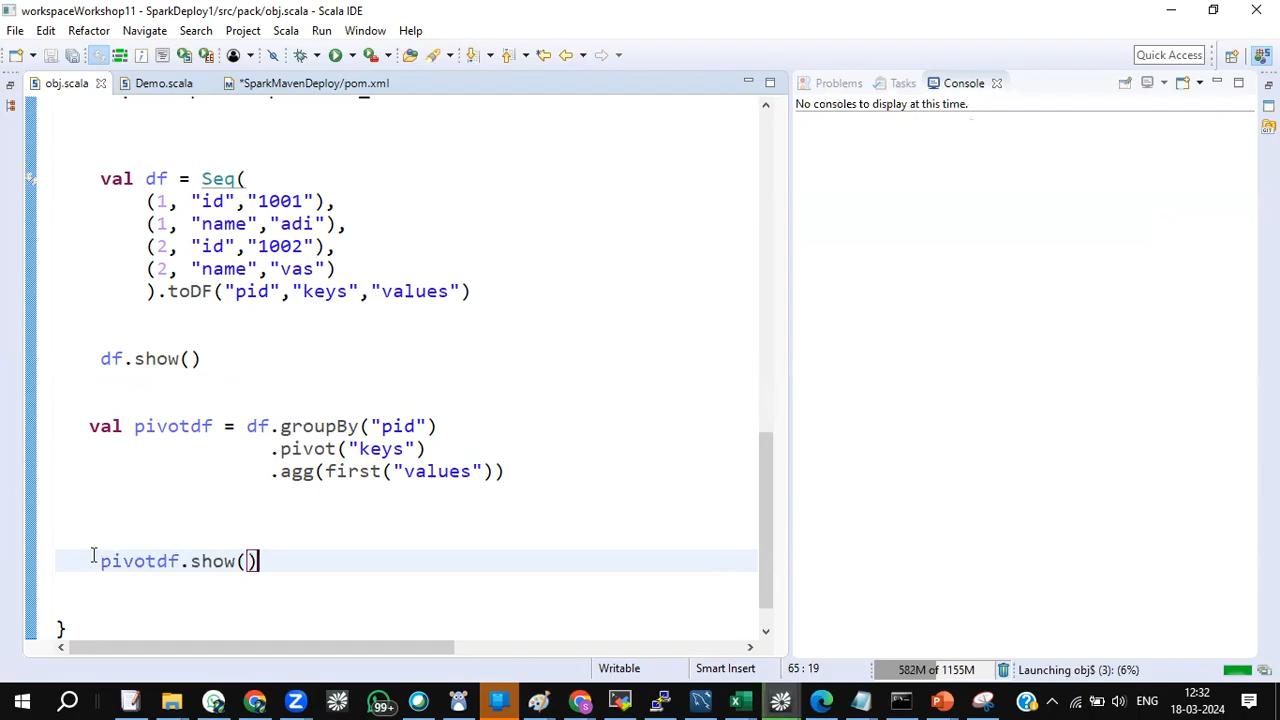 workspaceWorkshop11 - SparkDeploy1/src/pack/obj.scala - Scala IDE
File Edit Refactor Navigate Search Project Scala Run Window Help
Quick Access
obj.scala Demo.scala *SparkMavenDeploy/pom.xml
Problems Tasks Console
No consoles to display at this time.
val df = Seq(
(1, "id","1001"),
(1, "name","adi"),
(2, "id","1002"),
(2, "name","vas")
).toDF("pid","keys","values")
df.show()
val pivotdf = df.groupBy("pid")
.pivot("keys")
.agg(first("values"))
pivotdf.show()
}
Writable Smart Insert 65 : 19 582M of 1155M Launching obj$ (3): (6%)
99+ ENG 12:32 18-03-2024